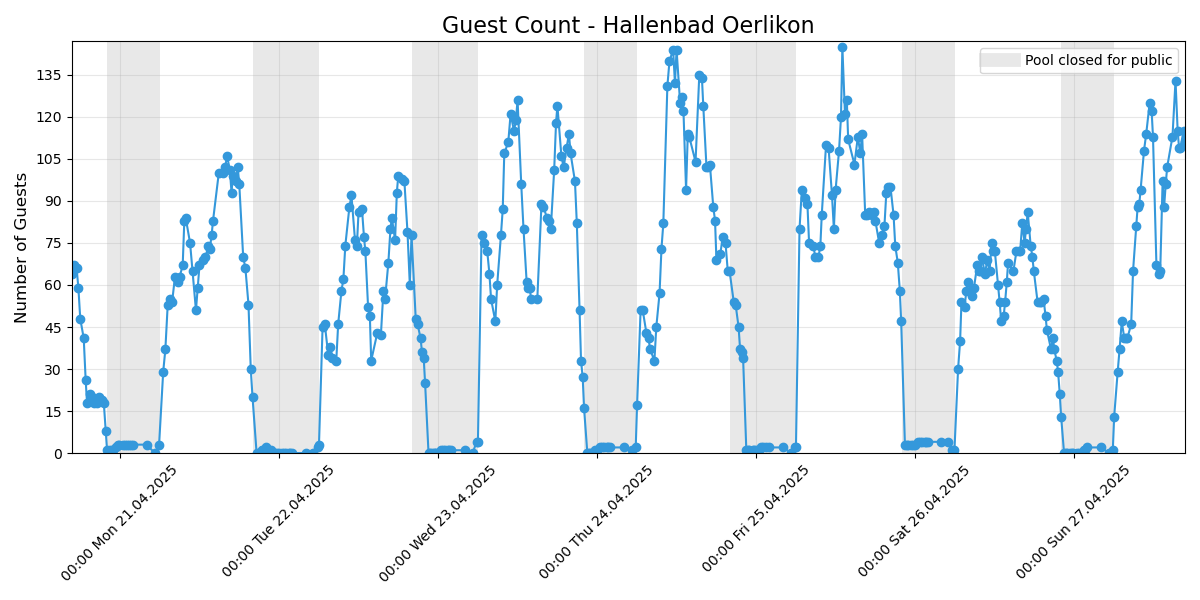 Guest Count - Hallenbad Oerlikon
Pool closed for public
Number of Guests
135
120
105
90
75
60
45
30
15
0
00:00 Mon 21.04.2025
00:00 Tue 22.04.2025
00:00 Wed 23.04.2025
00:00 Thu 24.04.2025
00:00 Fri 25.04.2025
00:00 Sat 26.04.2025
00:00 Sun 27.04.2025